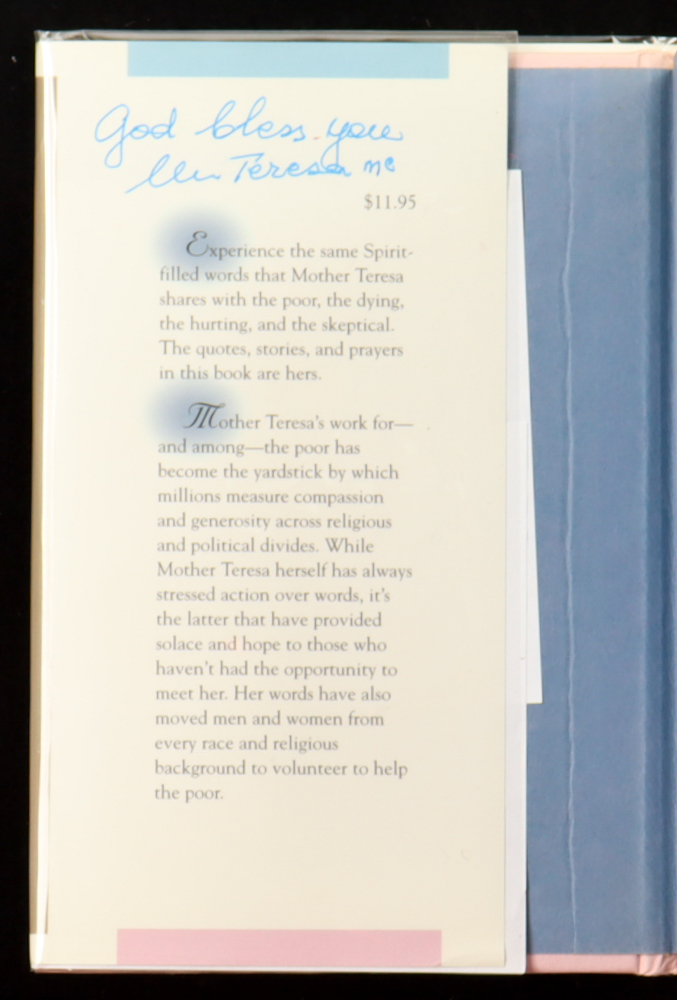 God bless you
lle Teresa mc
$11.95
Experience the same Spirit-
filled words that Mother Teresa
shares with the poor, the dying,
the hurting, and the skeptical.
The quotes, stories, and prayers
in this book are hers.
Mother Teresa's work for—
and among—the poor has
become the yardstick by which
millions measure compassion
and generosity across religious
and political divides. While
Mother Teresa herself has always
stressed action over words, it's
the latter that have provided
solace and hope to those who
haven't had the opportunity to
meet her. Her words have also
moved men and women from
every race and religious
background to volunteer to help
the poor.